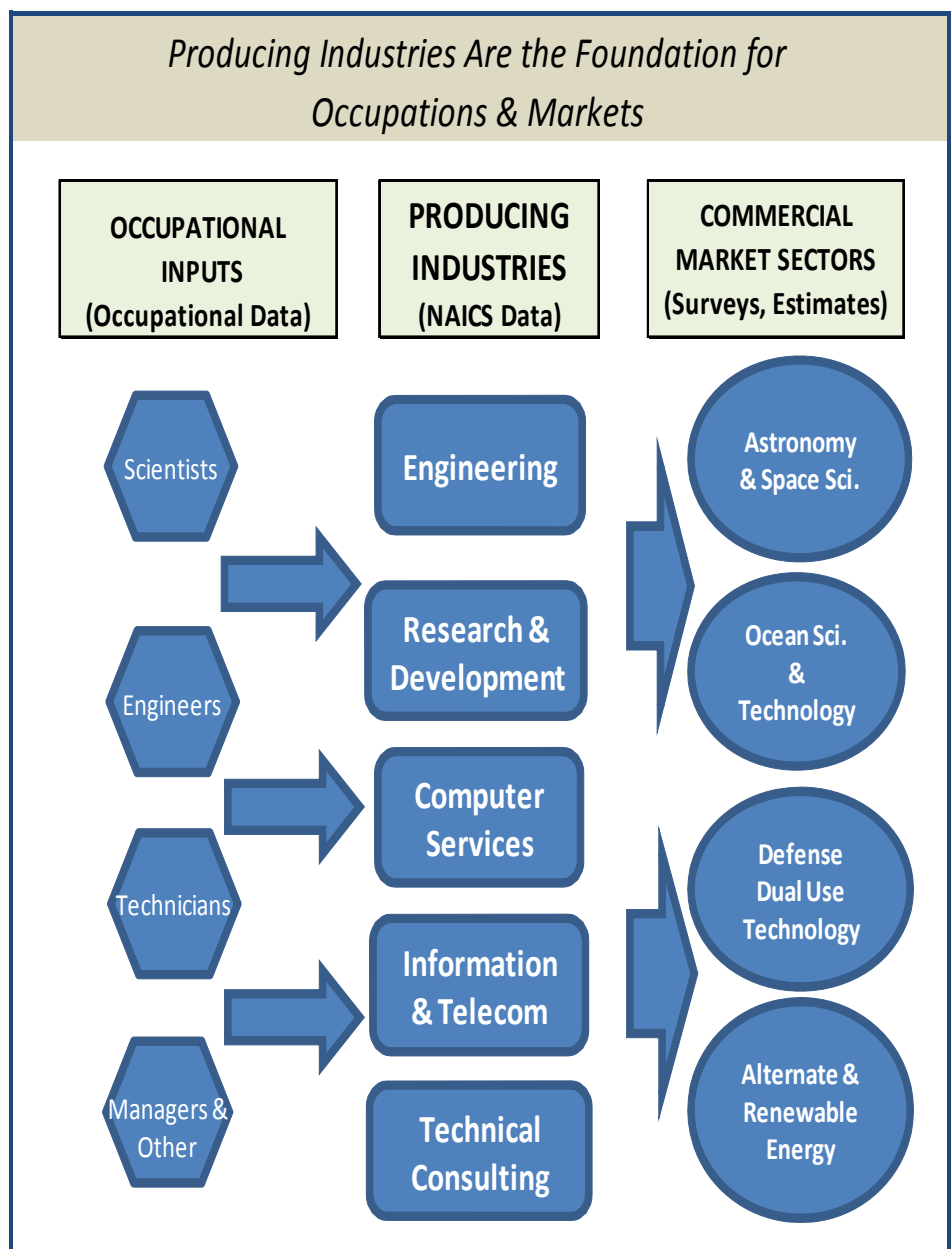 Producing Industries Are the Foundation for
Occupations & Markets
OCCUPATIONAL
INPUTS
(Occupational Data)
PRODUCING
INDUSTRIES
(NAICS Data)
COMMERCIAL
MARKET SECTORS
(Surveys, Estimates)
Scientists
Engineers
Technicians
Managers &
Other
Engineering
Research &
Development
Computer
Services
Information
& Telecom
Technical
Consulting
Astronomy
& Space Sci.
Ocean Sci.
&
Technology
Defense
Dual Use
Technology
Alternate &
Renewable
Energy